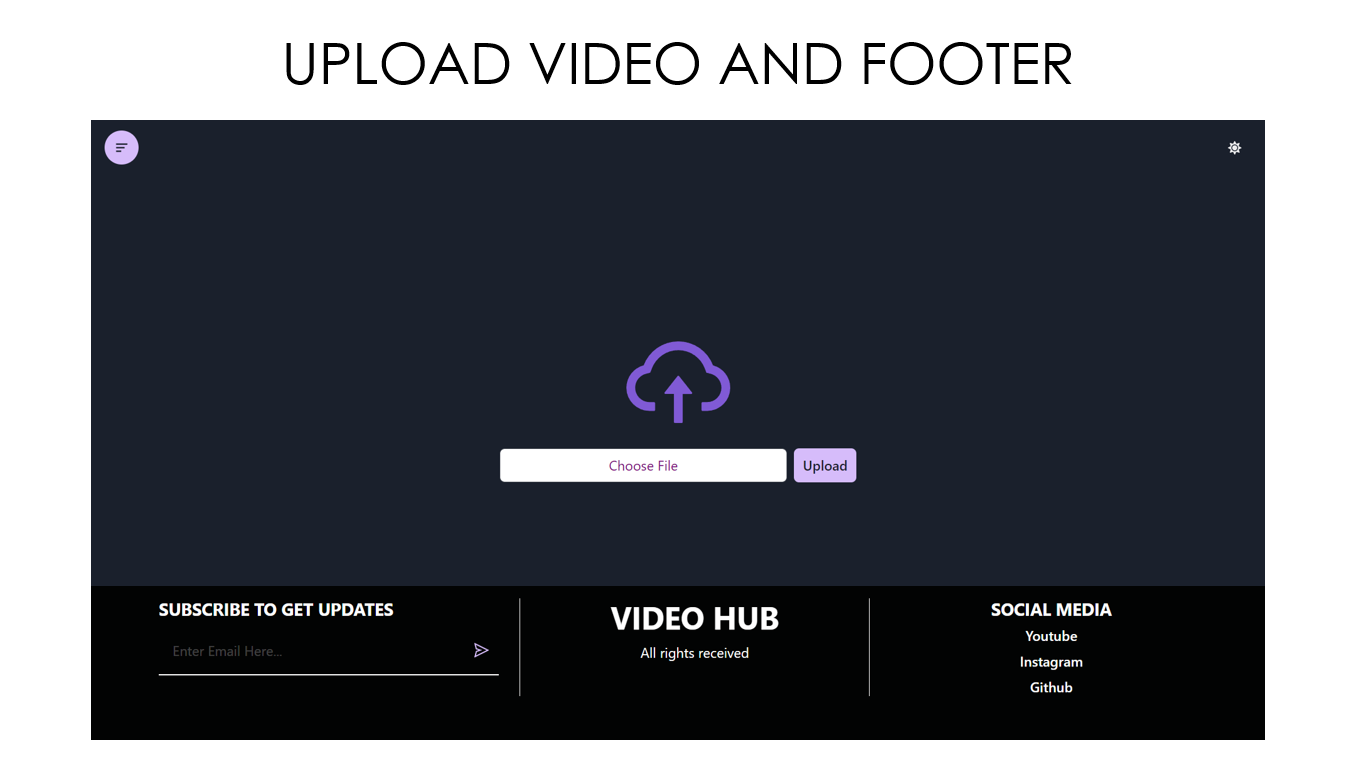 UPLOAD VIDEO AND FOOTER
Choose File
Upload
SUBSCRIBE TO GET UPDATES
Enter Email Here...
VIDEO HUB
All rights received
SOCIAL MEDIA
Youtube
Instagram
Github